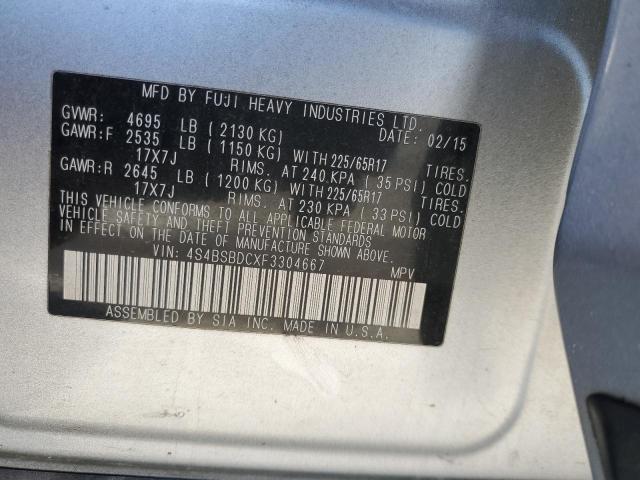 MFD BY FUJI HEAVY INDUSTRIES LTD.
GVWR: 4695 LB (2130 KG) DATE: 02/15
GAWR:F 2535 LB (1150 KG) WITH 225/65R17 TIRES.
17X7J RIMS. AT 240 KPA (35 PSI) COLD
GAWR:R 2645 LB (1200 KG) WITH 225/65R17 TIRES.
17X7J RIMS. AT 230 KPA (33 PSI) COLD
THIS VEHICLE CONFORMS TO ALL APPLICABLE FEDERAL MOTOR
VEHICLE SAFETY AND THEFT PREVENTION STANDARDS
IN EFFECT ON THE DATE OF MANUFACTURE SHOWN ABOVE.
VIN: 4S4BSBDCXF3304667 MPV
ASSEMBLED BY SIA INC. MADE IN U.S.A.